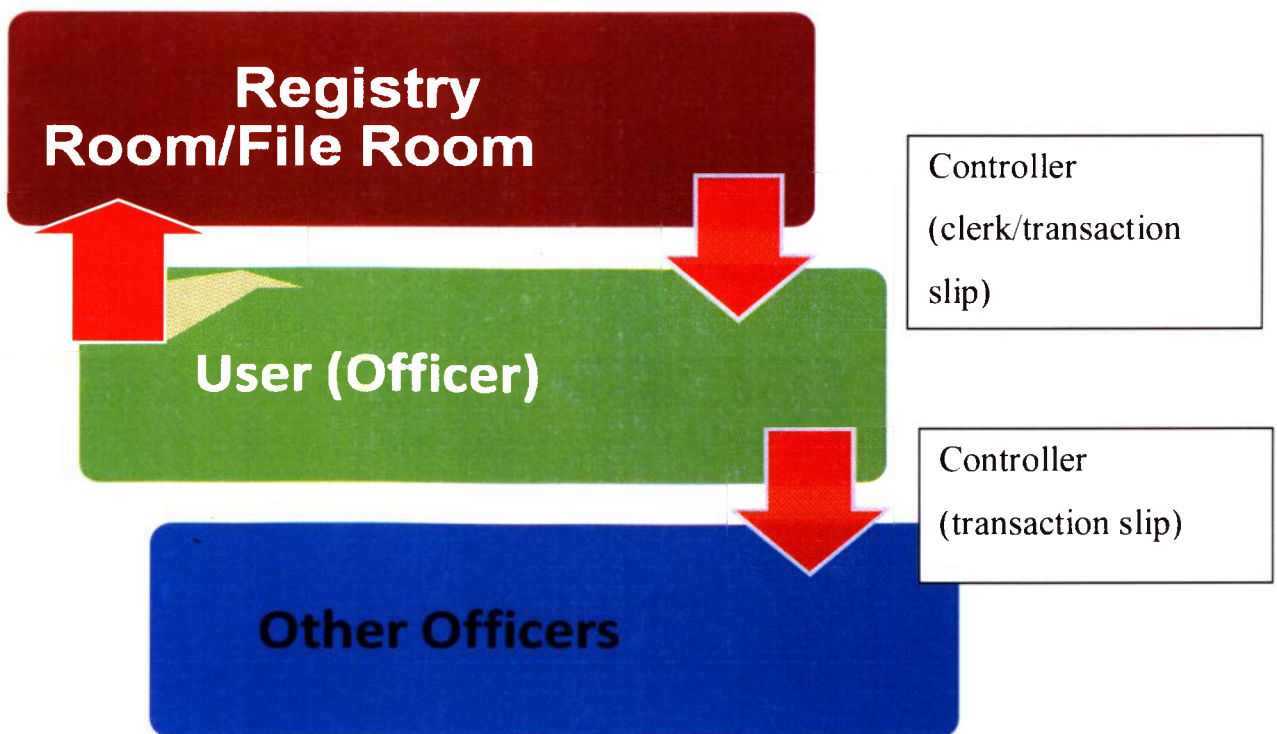 Registry
Room/File Room
Controller
(clerk/transaction
slip)
User (Officer)
Controller
(transaction slip)
Other Officers